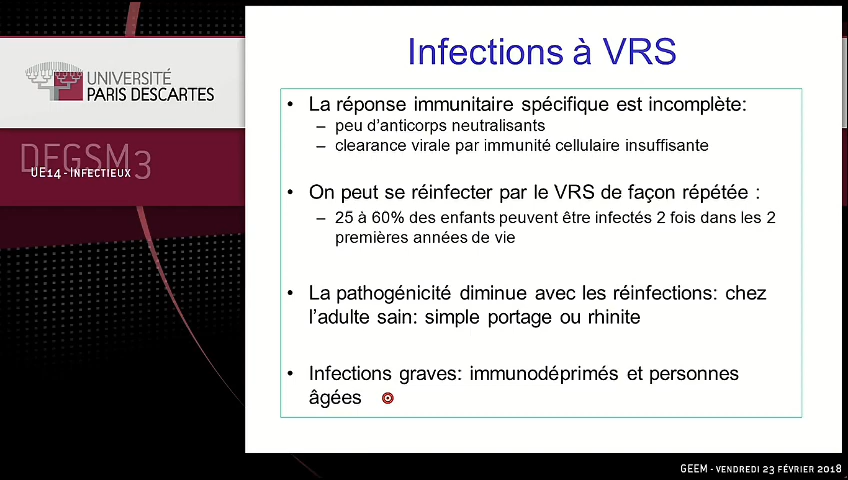 Infections à VRS
UNIVERSITÉ
PARIS DESCARTES
DFGSM3
UE14 - INFECTIEUX
• La réponse immunitaire spécifique est incomplète:
– peu d'anticorps neutralisants
– clearance virale par immunité cellulaire insuffisante
• On peut se réinfecter par le VRS de façon répétée :
– 25 à 60% des enfants peuvent être infectés 2 fois dans les 2
premières années de vie
• La pathogénicité diminue avec les réinfections: chez
l'adulte sain: simple portage ou rhinite
• Infections graves: immunodéprimés et personnes
âgées
GEEM - VENDREDI 23 FÉVRIER 2018